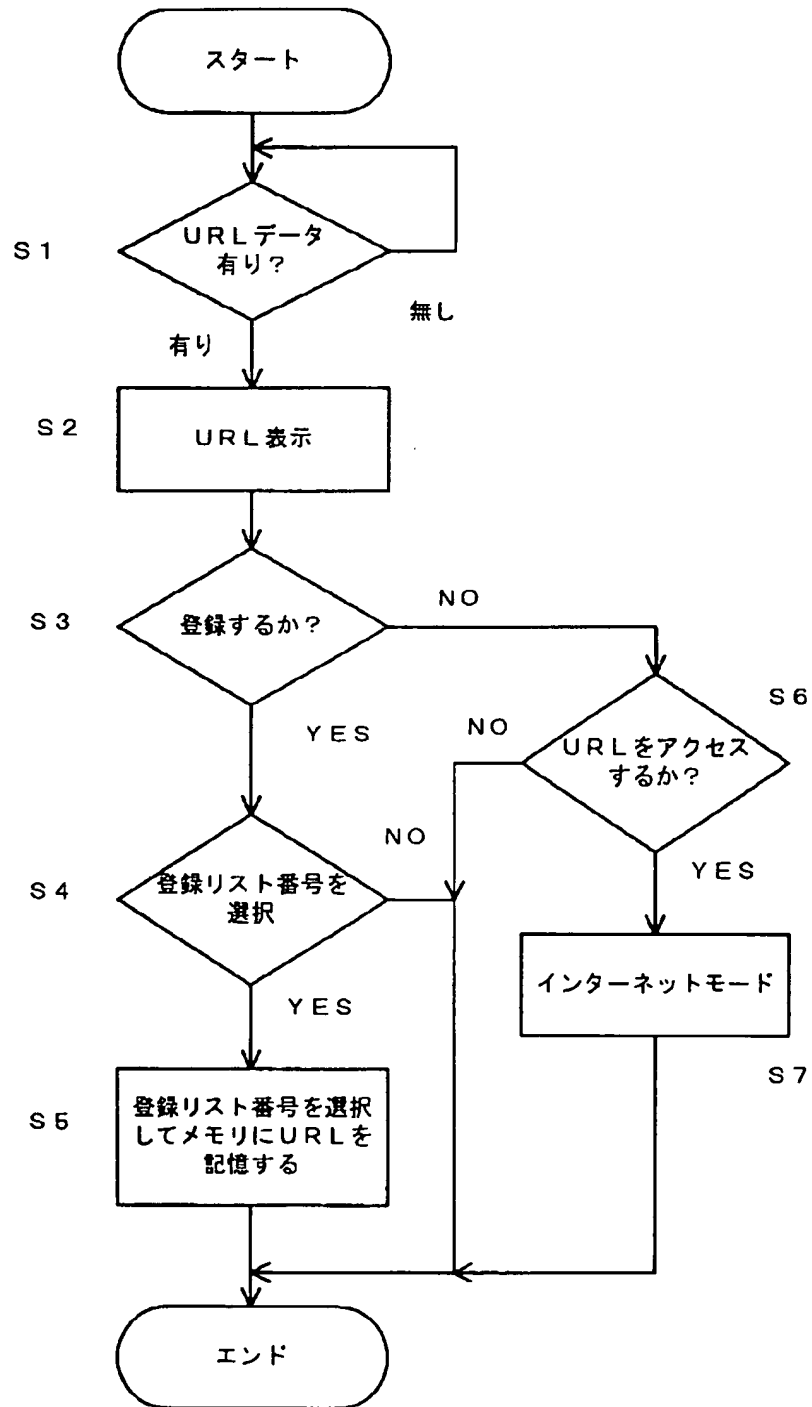 スタート
S1
URLデータ
有り?
無し
有り
S2
URL表示
S3
登録するか?
NO
YES
S6
URLをアクセス
するか?
NO
YES
S4
登録リスト番号を
選択
NO
YES
インターネットモード
S7
S5
登録リスト番号を選択
してメモリにURLを
記憶する
エンド